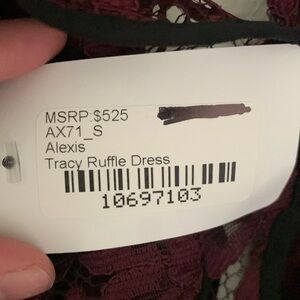 MSRP:$525
AX71_S
Alexis
Tracy Ruffle Dress
10697103